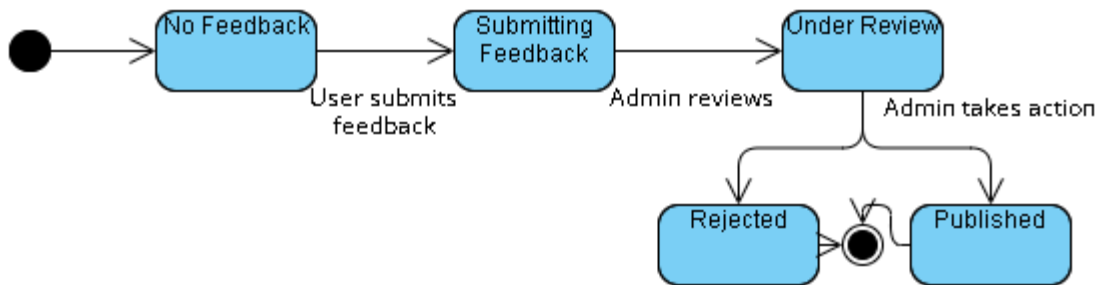 No Feedback
Submitting
Feedback
Under Review
User submits
feedback
Admin reviews
Admin takes action
Rejected
Published